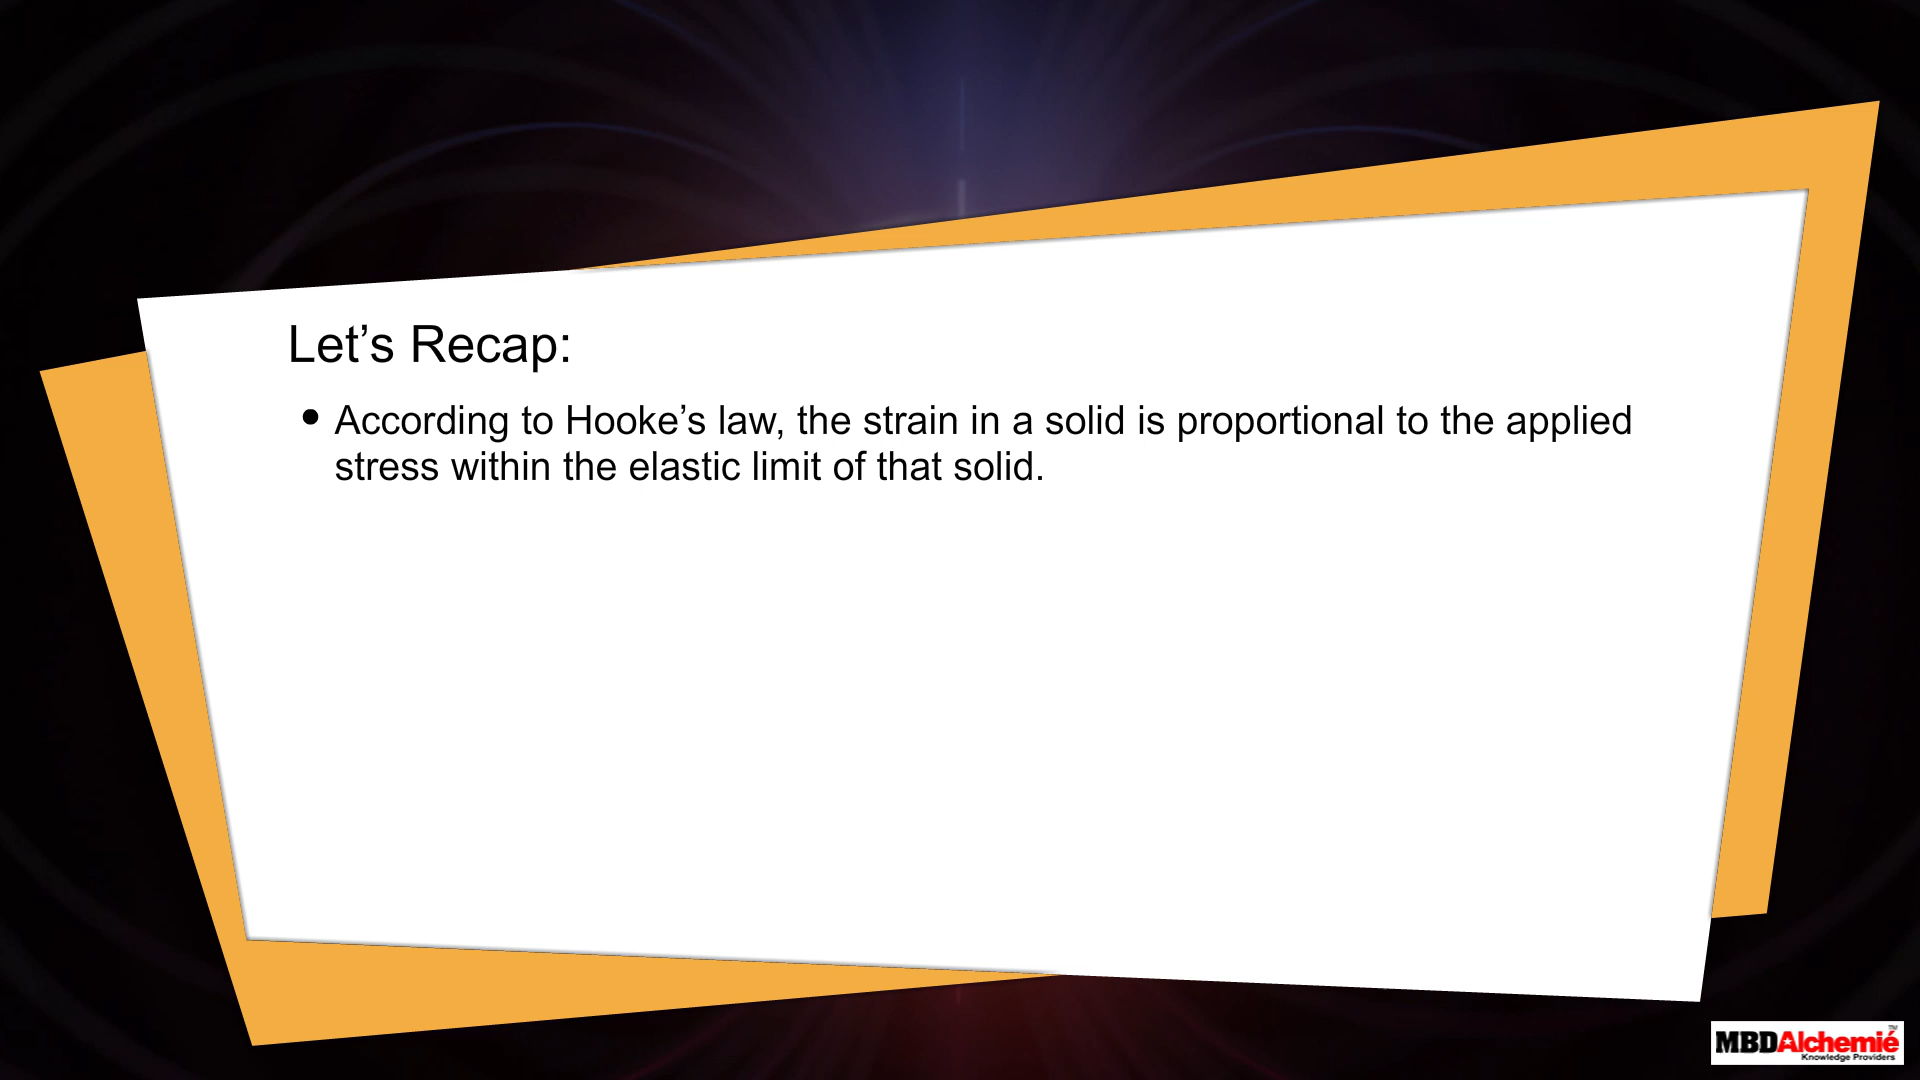 Let’s Recap:
• According to Hooke’s law, the strain in a solid is proportional to the applied
stress within the elastic limit of that solid.
MBDAlchemié™
Knowledge Providers